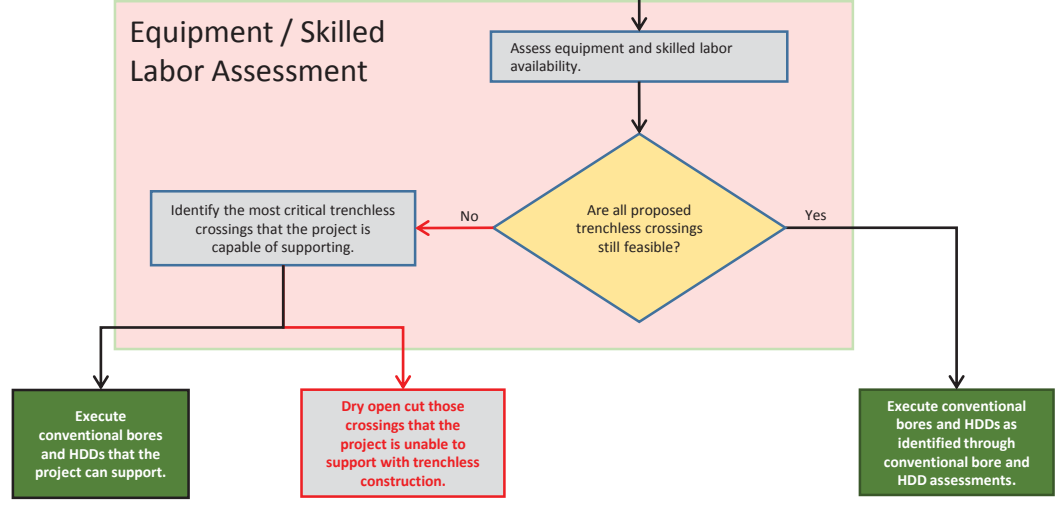 Equipment / Skilled
Labor Assessment
Assess equipment and skilled labor
availability.
Are all proposed
trenchless crossings
still feasible?
No
Yes
Identify the most critical trenchless
crossings that the project is
capable of supporting.
Execute
conventional bores
and HDDs that the
project can support.
Dry open cut those
crossings that the
project is unable to
support with trenchless
construction.
Execute conventional
bores and HDDs as
identified through
conventional bore and
HDD assessments.